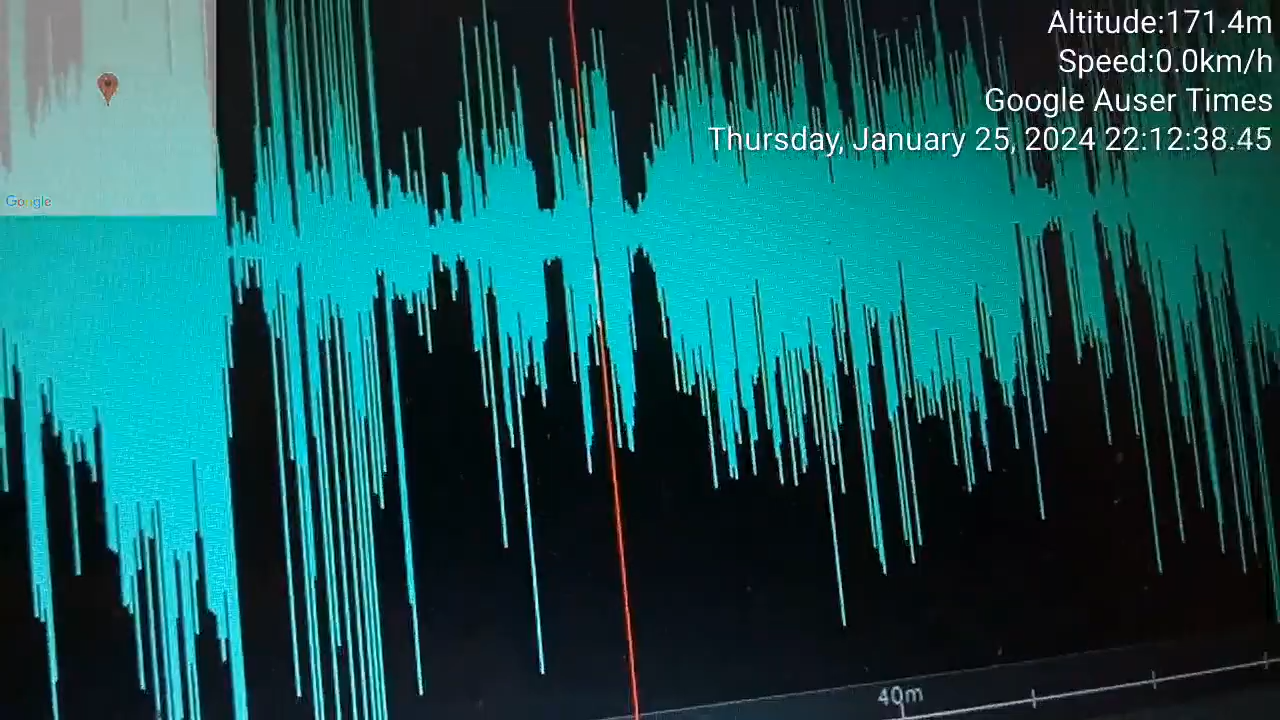 Altitude:171.4m
Speed:0.0km/h
Google Auser Times
Thursday, January 25, 2024 22:12:38.45
Google
40m